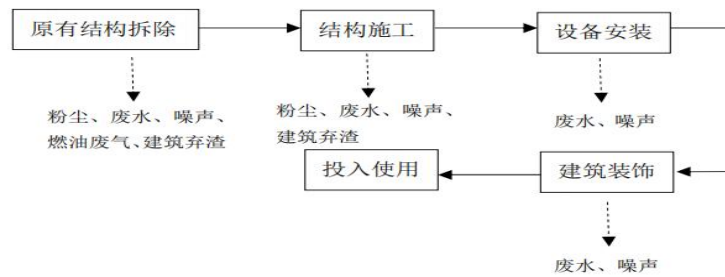 原有结构拆除
结构施工
设备安装
粉尘、废水、噪声、
燃油废气、建筑弃渣
粉尘、废水、噪声、
建筑弃渣
废水、噪声
投入使用
建筑装饰
废水、噪声